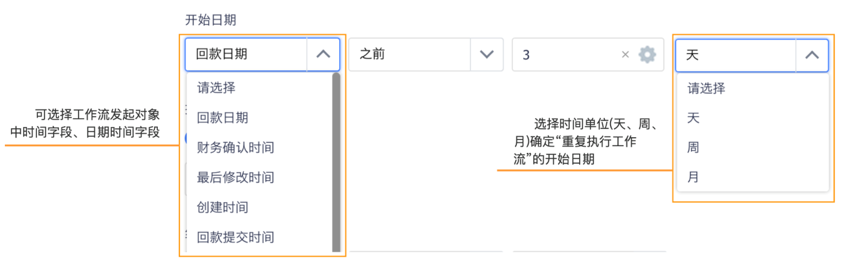 开始日期
回款日期
之前
3
×
天
请选择
回款日期
财务确认时间
最后修改时间
创建时间
回款提交时间
可选择工作流发起对象
中时间字段、日期时间字段
选择时间单位(天、周、
月)确定“重复执行工作
流”的开始日期
请选择
天
周
月